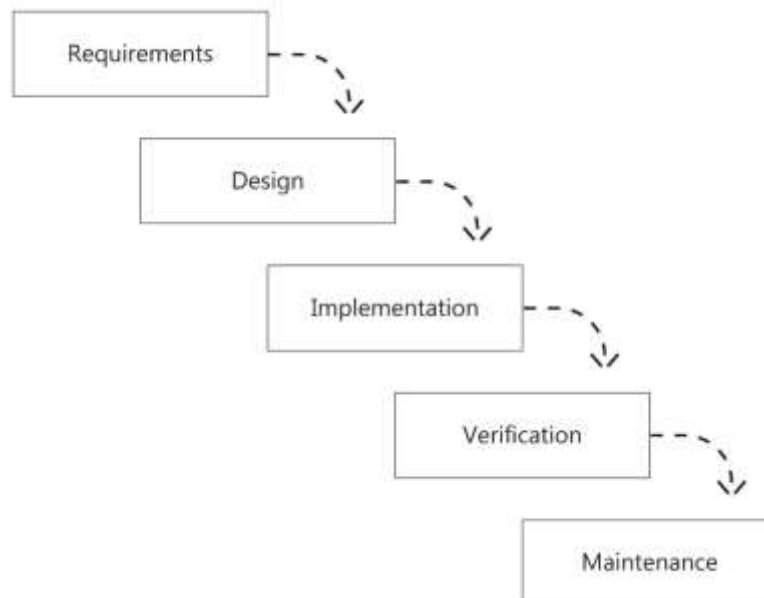 Requirements
Design
Implementation
Verification
Maintenance